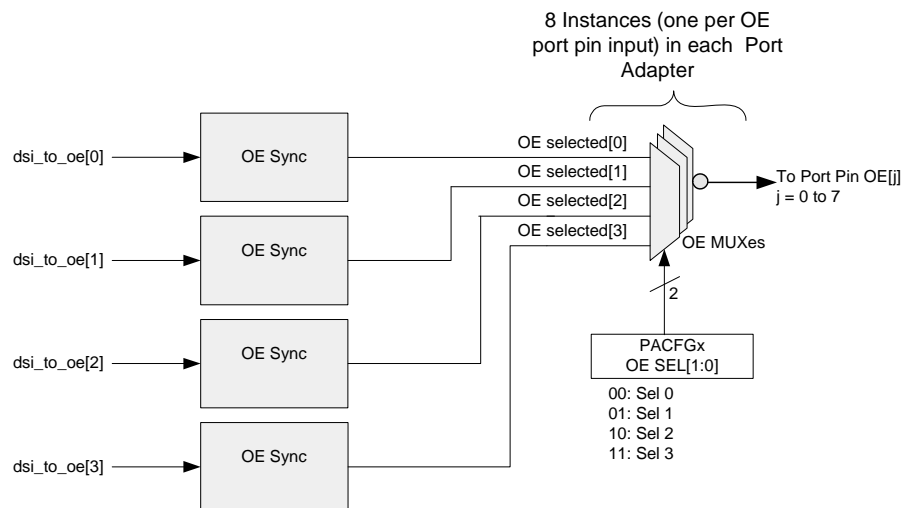 8 Instances (one per OE
port pin input) in each Port
Adapter
dsi_to_oe[0]
OE Sync
OE selected[0]
OE selected[1]
OE selected[2]
OE selected[3]
To Port Pin OE[j]
j = 0 to 7
OE MUXes
dsi_to_oe[1]
OE Sync
2
dsi_to_oe[2]
OE Sync
PACFGx
OE SEL[1:0]
00: Sel 0
01: Sel 1
10: Sel 2
11: Sel 3
dsi_to_oe[3]
OE Sync